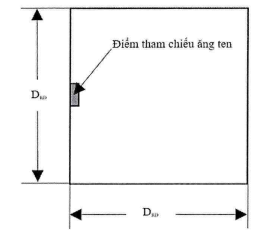 Điểm tham chiếu ăng ten